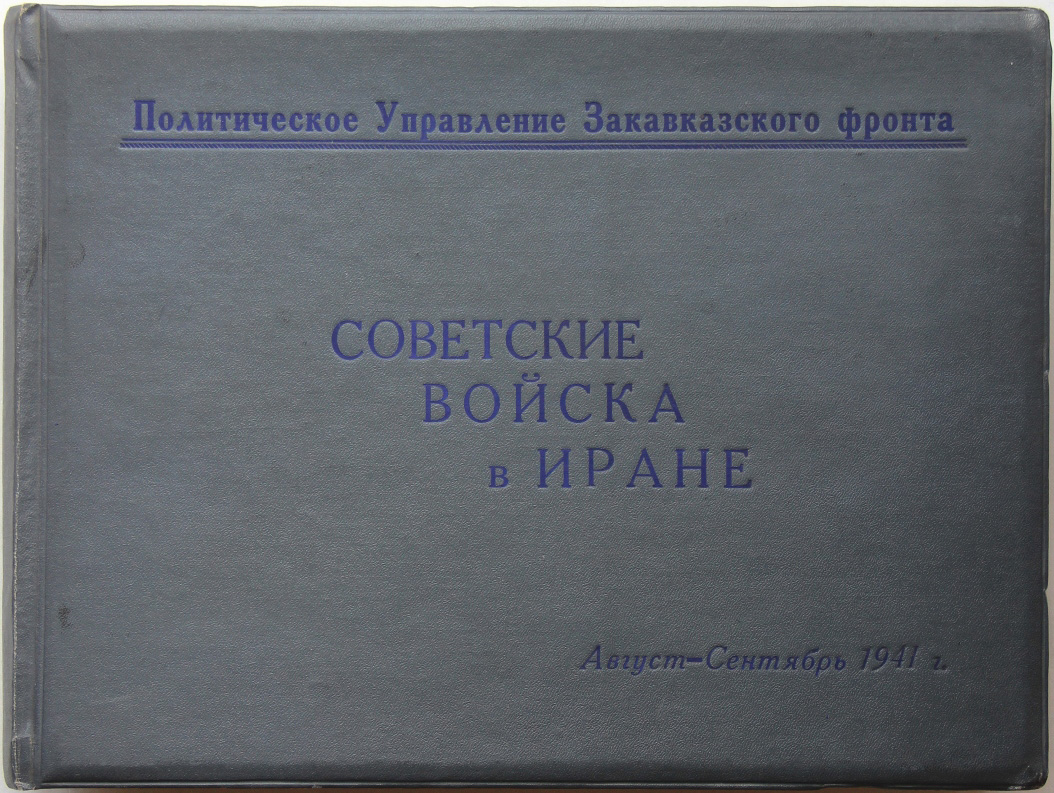 Политическое Управление Закавказского фронта
СОВЕТСКИЕ
ВОЙСКА
в ИРАНЕ
Август-Сентябрь 1941 г.